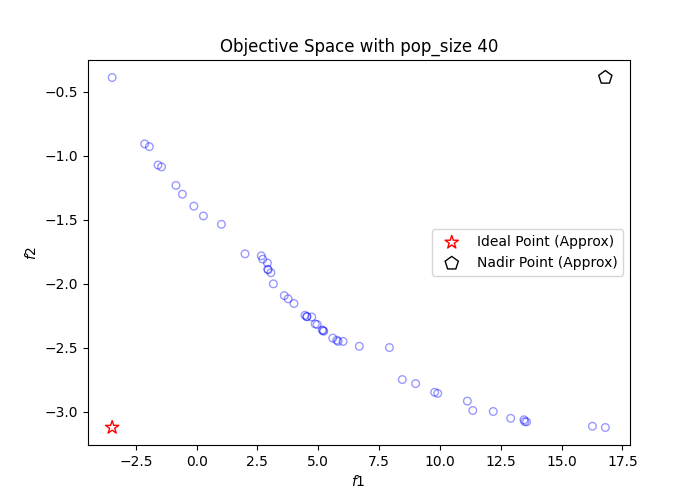 Objective Space with pop_size 40
f2
−0.5
−1.0
−1.5
−2.0
−2.5
−3.0
Ideal Point (Approx)
Nadir Point (Approx)
−2.5 0.0 2.5 5.0 7.5 10.0 12.5 15.0 17.5
f1